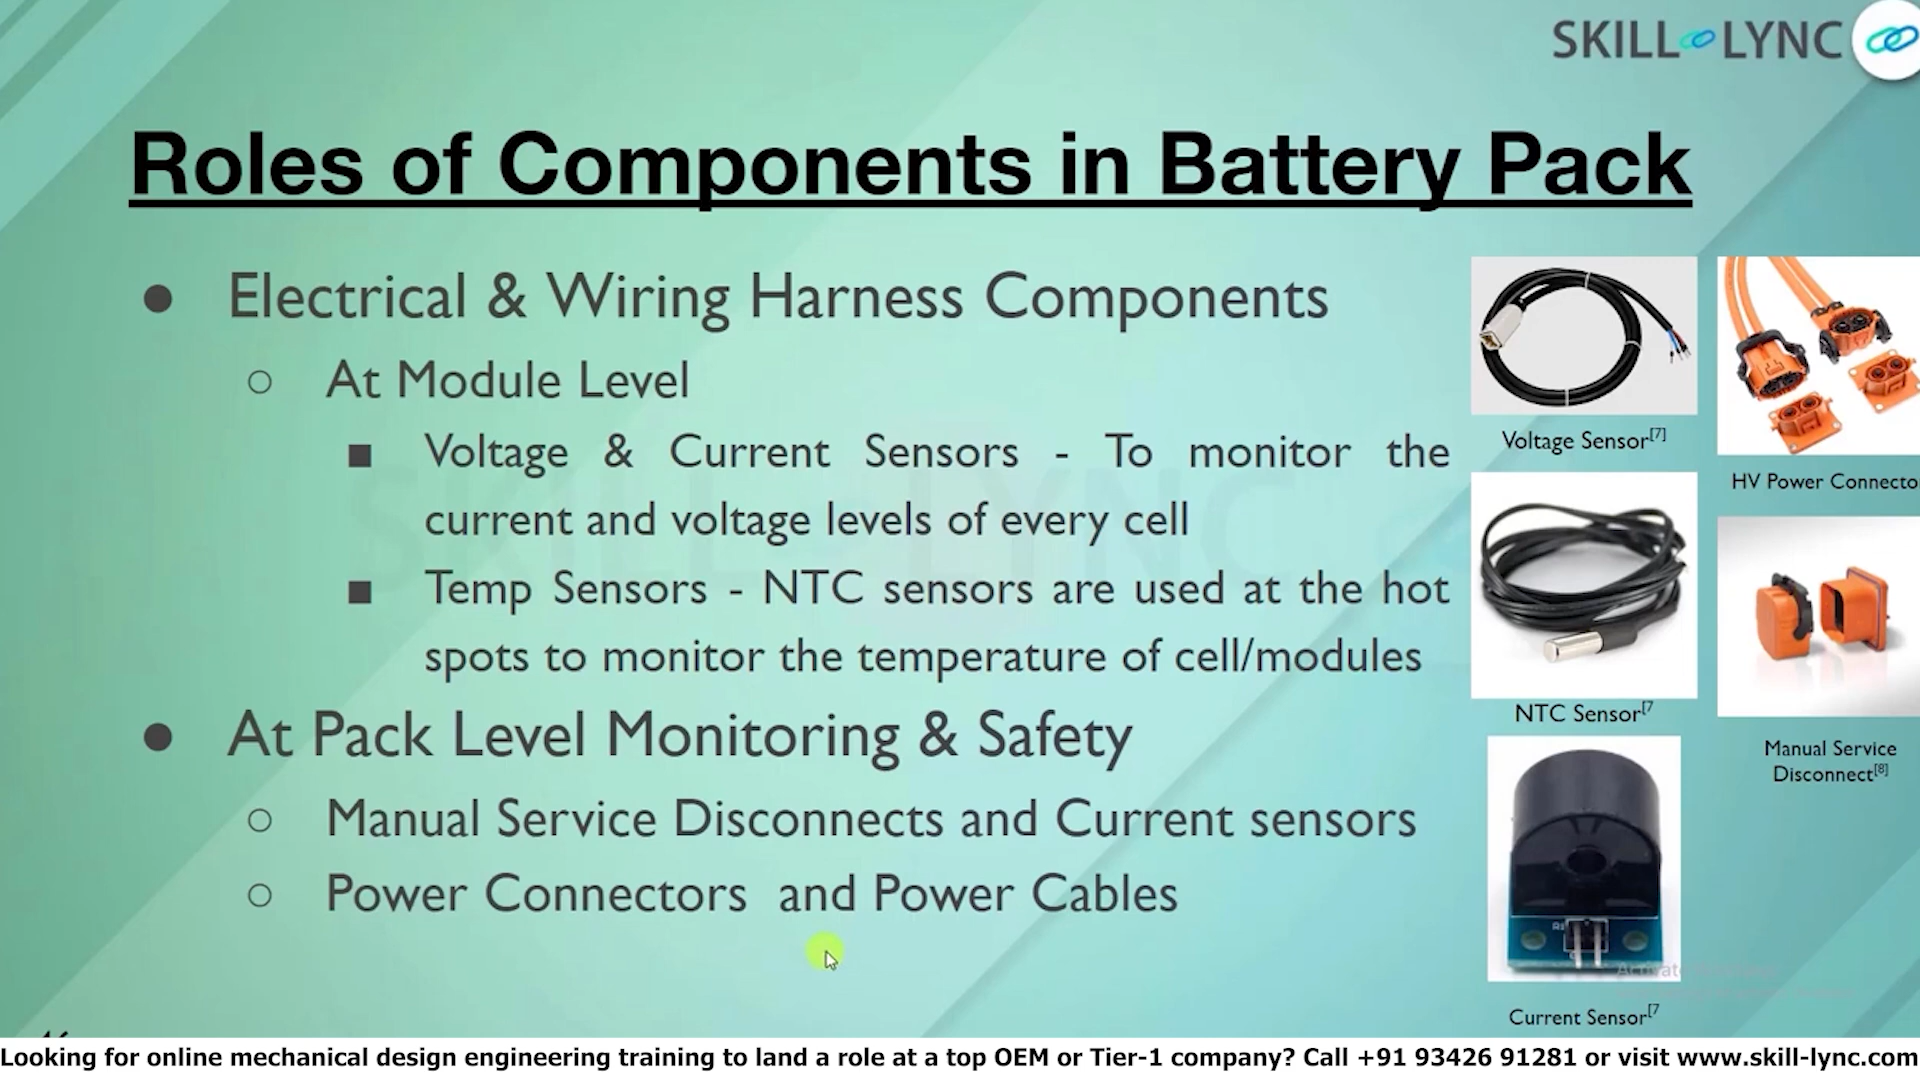 SKILL LYNC
Roles of Components in Battery Pack
● Electrical & Wiring Harness Components
○ At Module Level
■ Voltage & Current Sensors - To monitor the
current and voltage levels of every cell
■ Temp Sensors - NTC sensors are used at the hot
spots to monitor the temperature of cell/modules
● At Pack Level Monitoring & Safety
○ Manual Service Disconnects and Current sensors
○ Power Connectors and Power Cables
Voltage Sensor[7]
HV Power Connecto
NTC Sensor[7
Manual Service
Disconnect[8]
Current Sensor[7
Looking for online mechanical design engineering training to land a role at a top OEM or Tier-1 company? Call +91 93426 91281 or visit www.skill-lync.com